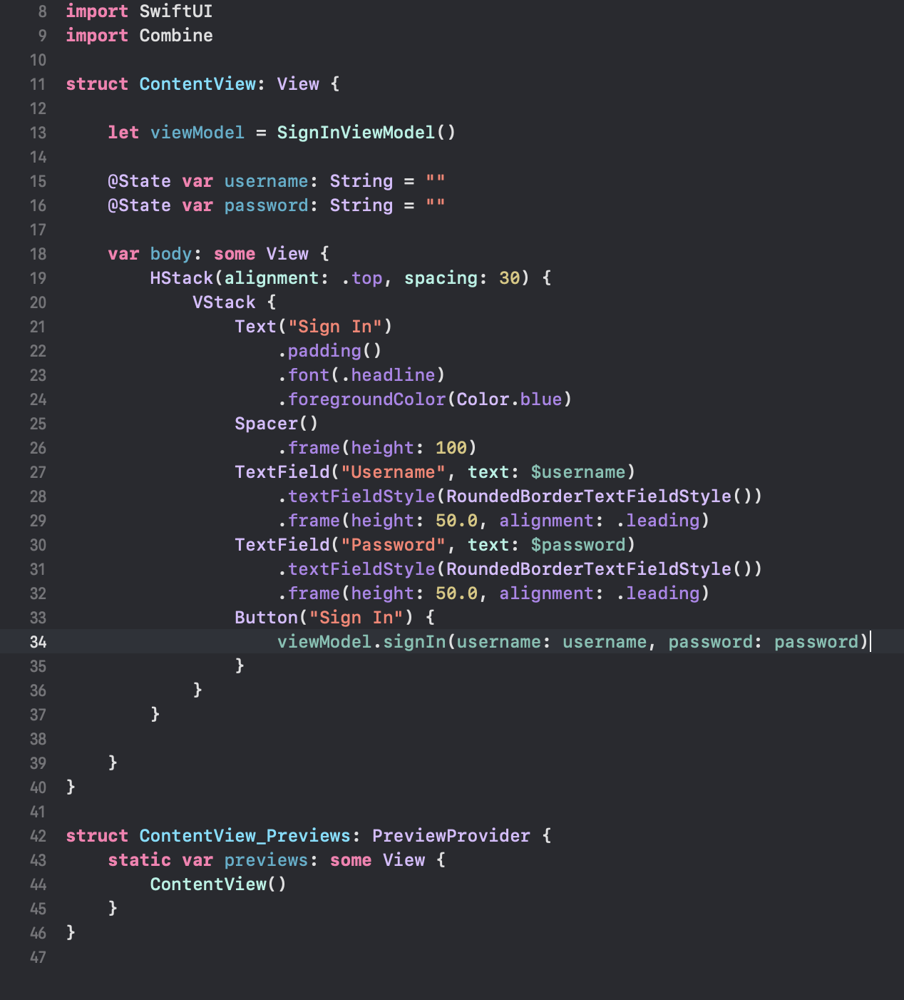 8 import SwiftUI
9 import Combine
10
11 struct ContentView: View {
12
13     let viewModel = SignInViewModel()
14
15     @State var username: String = ""
16     @State var password: String = ""
17
18     var body: some View {
19         HStack(alignment: .top, spacing: 30) {
20             VStack {
21                 Text("Sign In")
22                     .padding()
23                     .font(.headline)
24                     .foregroundColor(Color.blue)
25                 Spacer()
26                     .frame(height: 100)
27                 TextField("Username", text: $username)
28                     .textFieldStyle(RoundedBorderTextFieldStyle())
29                     .frame(height: 50.0, alignment: .leading)
30                 TextField("Password", text: $password)
31                     .textFieldStyle(RoundedBorderTextFieldStyle())
32                     .frame(height: 50.0, alignment: .leading)
33                 Button("Sign In") {
34                     viewModel.signIn(username: username, password: password)
35                 }
36             }
37         }
38
39     }
40 }
41
42 struct ContentView_Previews: PreviewProvider {
43     static var previews: some View {
44         ContentView()
45     }
46 }
47